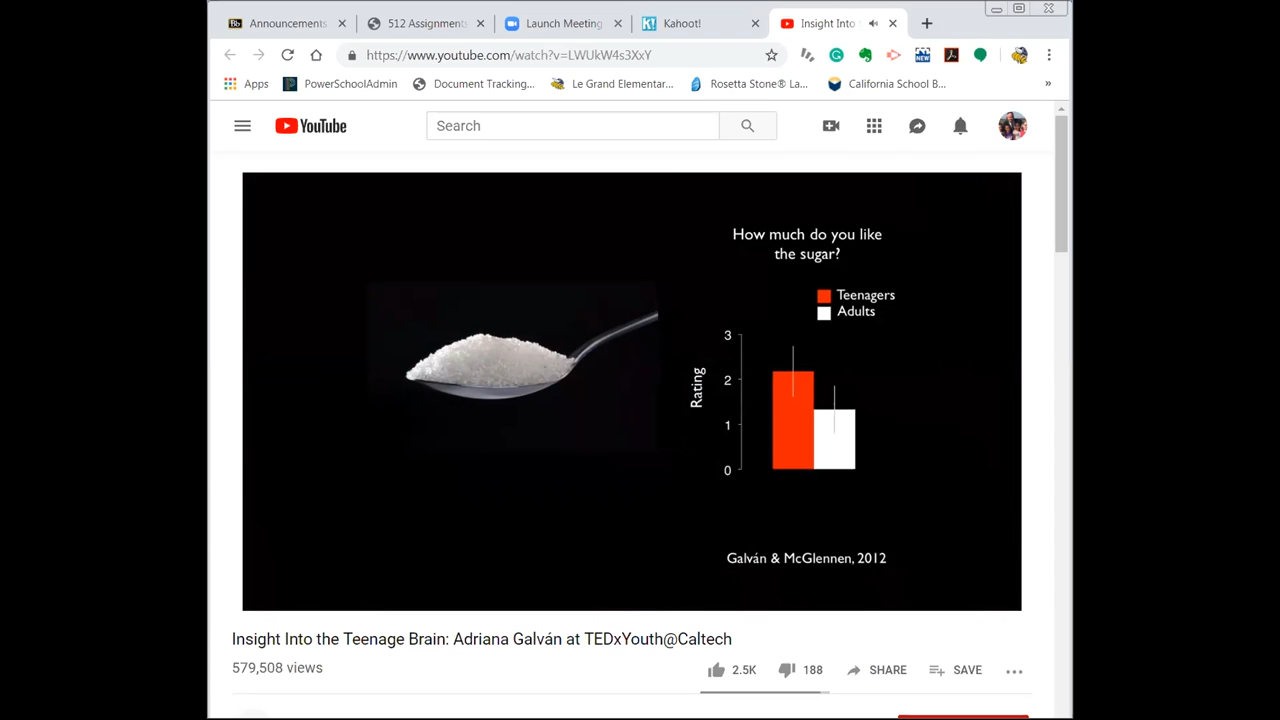 Announcements
512 Assignments
Launch Meeting
Kahoot!
Insight Into
https://www.youtube.com/watch?v=LWUkW4s3XxY
NEW
Apps
PowerSchoolAdmin
Document Tracking...
Le Grand Elementar...
Rosetta Stone® La...
California School B...
»
YouTube
Search
How much do you like
the sugar?
Teenagers
Adults
3
2
1
0
Rating
Galván & McGlennen, 2012
Insight Into the Teenage Brain: Adriana Galván at TEDxYouth@Caltech
579,508 views
2.5K
188
SHARE
SAVE